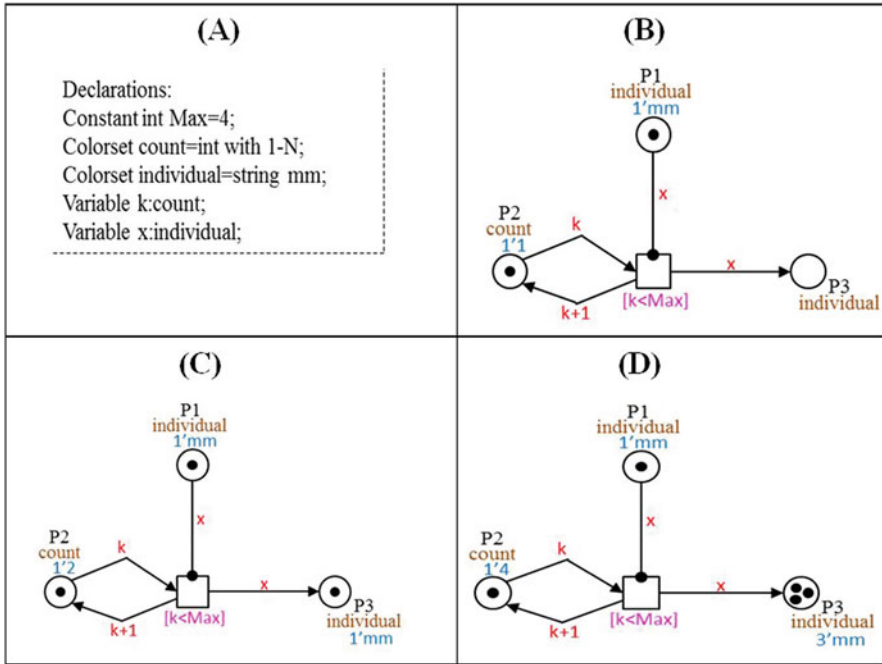 (A)
Declarations:
Constant int Max=4;
Colorset count=int with 1-N;
Colorset individual=string mm;
Variable k:count;
Variable x:individual;
(B)
P1
individual
1'mm
x
P2
count
1'1
k
x
k+1
[k<Max]
P3
individual
(C)
P1
individual
1'mm
x
P2
count
1'2
k
x
k+1
[k<Max]
P3
individual
1'mm
(D)
P1
individual
1'mm
x
P2
count
1'4
k
x
k+1
[k<Max]
P3
individual
3'mm